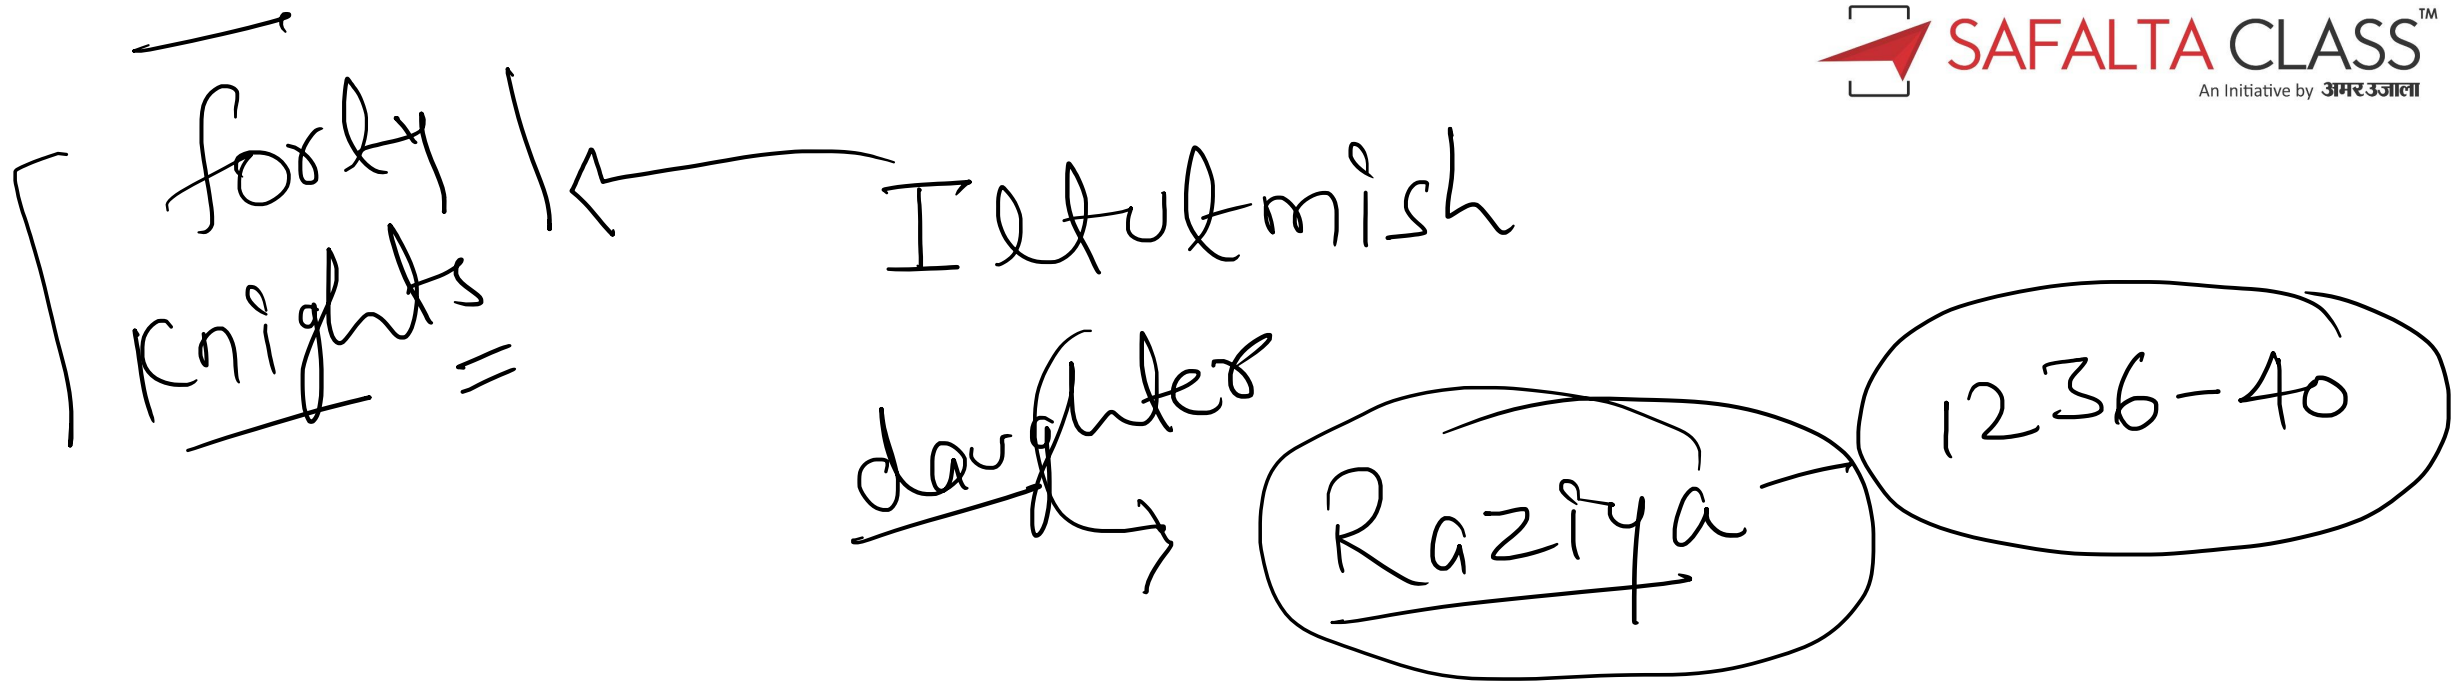 SAFALTA CLASS™
An Initiative by अमर उजाला
forty
knights
Iltutmish
daughter
Raziya
1236-40